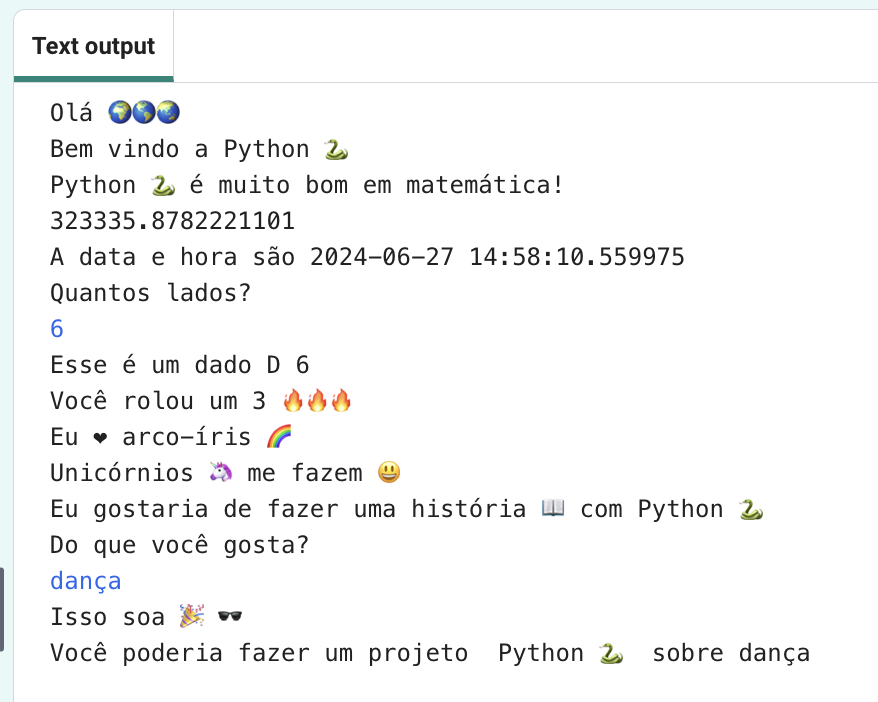 Text output
Olá 🌍🌎🌏
Bem vindo a Python 🐍
Python 🐍 é muito bom em matemática!
323335.8782221101
A data e hora são 2024-06-27 14:58:10.559975
Quantos lados?
6
Esse é um dado D 6
Você rolou um 3 🔥🔥🔥
Eu ❤ arco-íris 🌈
Unicórnios 🦄 me fazem 😃
Eu gostaria de fazer uma história 📖 com Python 🐍
Do que você gosta?
dança
Isso soa 🎉 🕶️
Você poderia fazer um projeto  Python 🐍  sobre dança